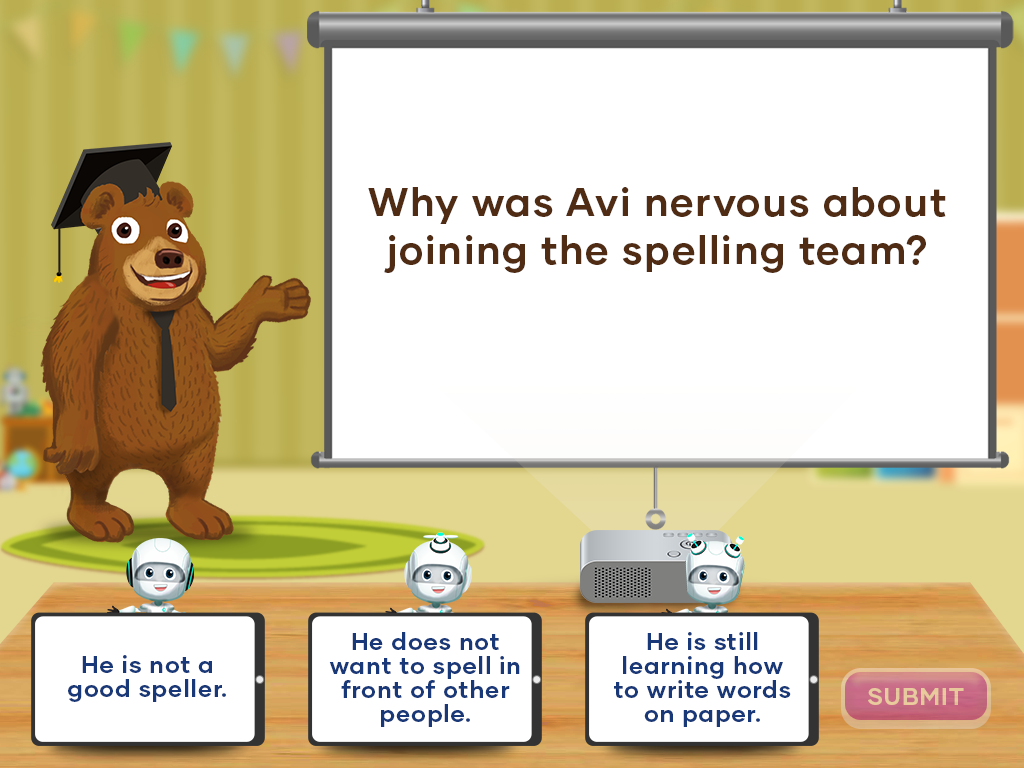 Why was Avi nervous about
joining the spelling team?
He is not a
good speller.
He does not
want to spell in
front of other
people.
He is still
learning how
to write words
on paper.
SUBMIT